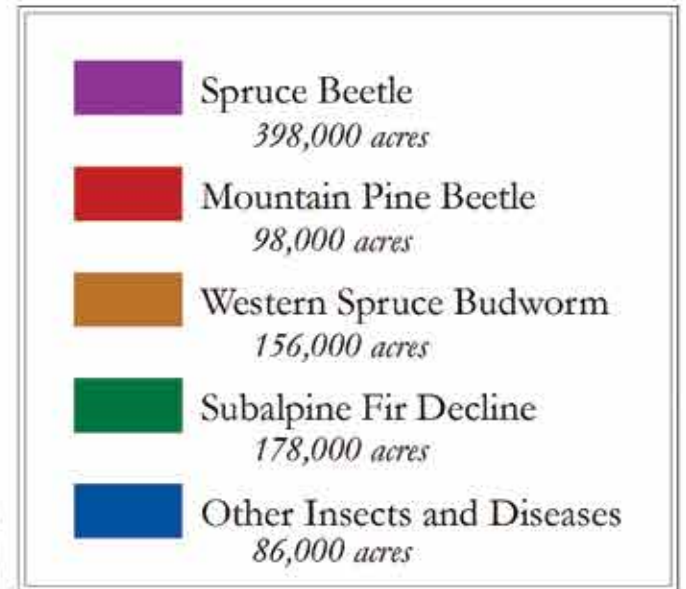 Spruce Beetle
398,000 acres
Mountain Pine Beetle
98,000 acres
Western Spruce Budworm
156,000 acres
Subalpine Fir Decline
178,000 acres
Other Insects and Diseases
86,000 acres